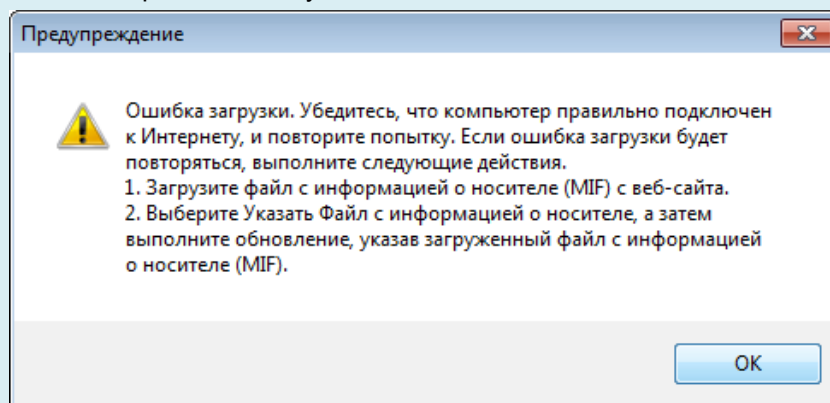 Предупреждение
Ошибка загрузки. Убедитесь, что компьютер правильно подключен
к Интернету, и повторите попытку. Если ошибка загрузки будет
повторяться, выполните следующие действия.
1. Загрузите файл с информацией о носителе (MIF) с веб-сайта.
2. Выберите Указать Файл с информацией о носителе, а затем
выполните обновление, указав загруженный файл с информацией
о носителе (MIF).
OK